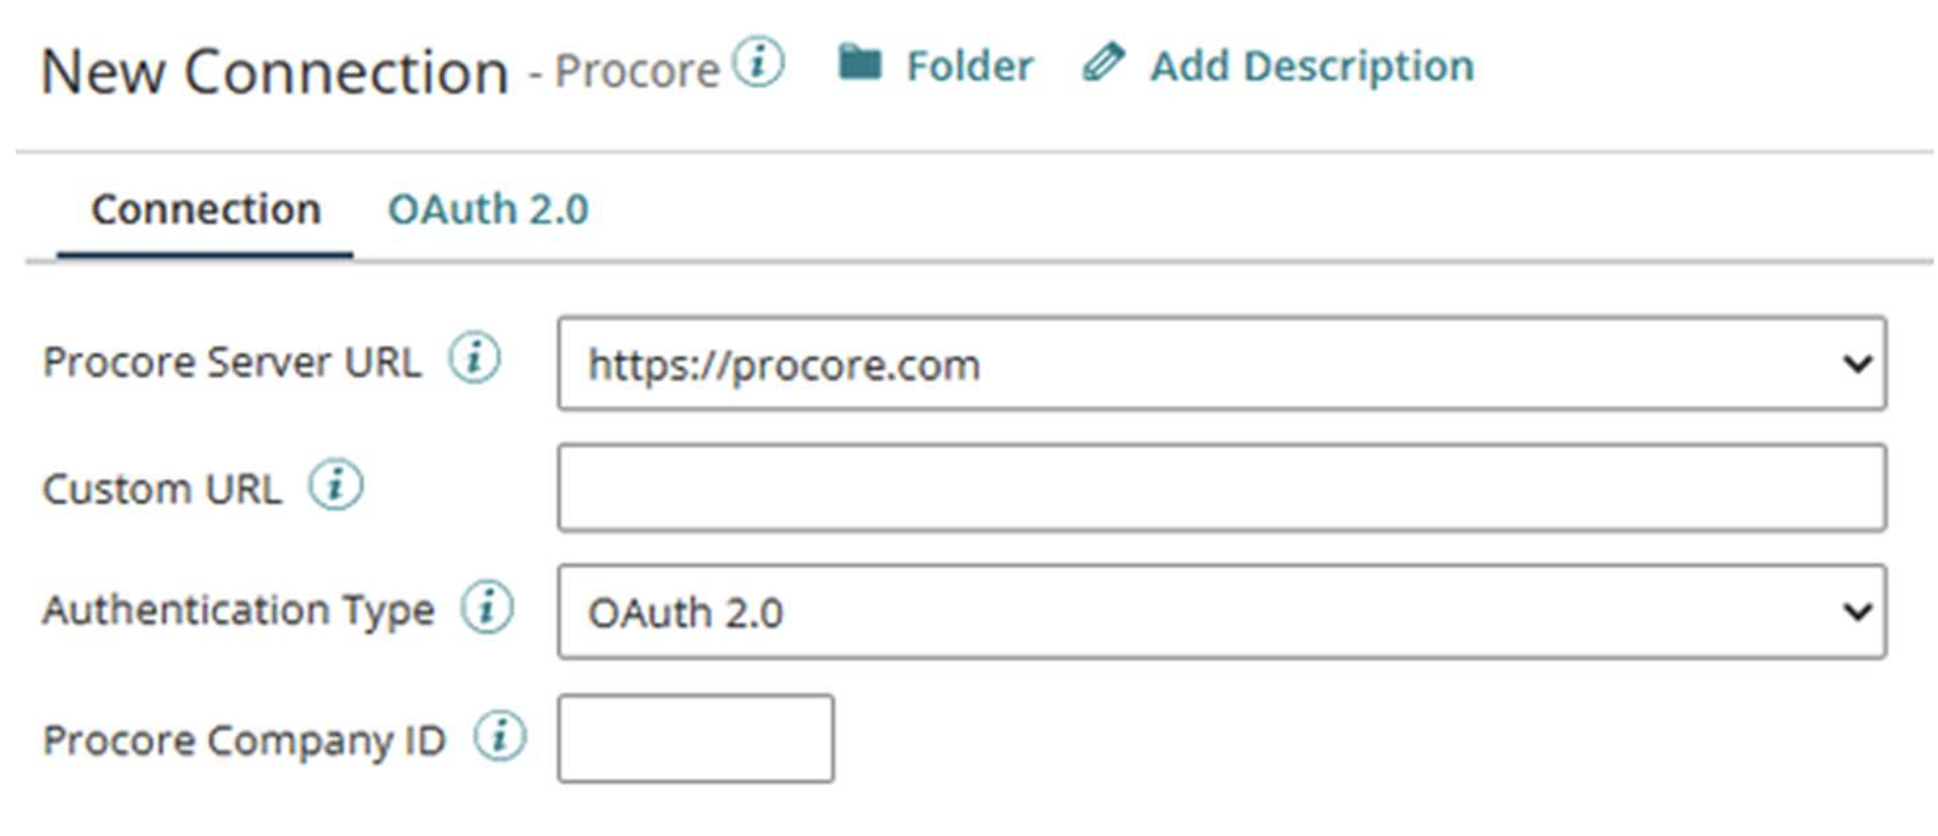 New Connection - Procore i Folder Add Description
Connection OAuth 2.0
Procore Server URL i https://procore.com
Custom URL i
Authentication Type i OAuth 2.0
Procore Company ID i